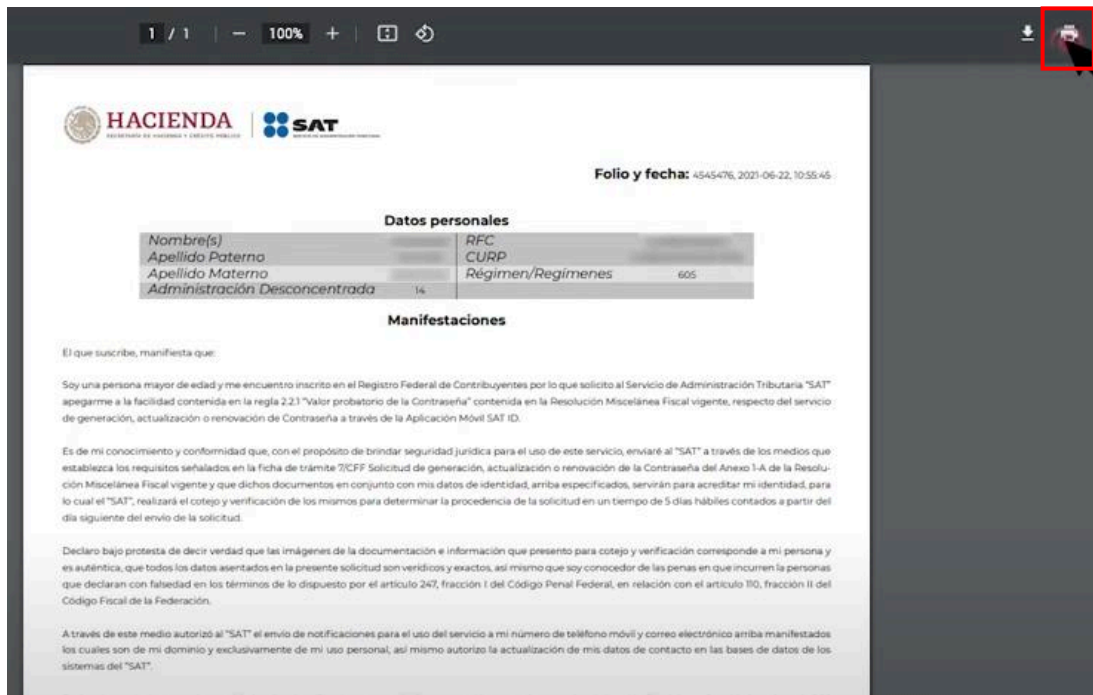 1 / 1 | − 100% + |
HACIENDA SAT
SECRETARÍA DE HACIENDA Y CRÉDITO PÚBLICO SERVICIO DE ADMINISTRACIÓN TRIBUTARIA
Folio y fecha: 4545476, 2021-06-22, 10:55:45
Datos personales
Nombre(s) RFC
Apellido Paterno CURP
Apellido Materno Régimen/Regímenes 605
Administración Desconcentrada 14
Manifestaciones
El que suscribe, manifiesta que:
Soy una persona mayor de edad y me encuentro inscrito en el Registro Federal de Contribuyentes por lo que solicito al Servicio de Administración Tributaria "SAT"
apegarme a la facilidad contenida en la regla 2.2.1 "Valor probatorio de la Contraseña" contenida en la Resolución Miscelánea Fiscal vigente, respecto del servicio
de generación, actualización o renovación de Contraseña a través de la Aplicación Móvil SAT ID.
Es de mi conocimiento y conformidad que, con el propósito de brindar seguridad jurídica para el uso de este servicio, enviaré al "SAT" a través de los medios que
establezca los requisitos señalados en la ficha de trámite 7/CFF Solicitud de generación, actualización o renovación de la Contraseña del Anexo 1-A de la Resolu-
ción Miscelánea Fiscal vigente y que dichos documentos en conjunto con mis datos de identidad, arriba especificados, servirán para acreditar mi identidad, para
lo cual el "SAT", realizará el cotejo y verificación de los mismos para determinar la procedencia de la solicitud en un tiempo de 5 días hábiles contados a partir del
día siguiente del envío de la solicitud.
Declaro bajo protesta de decir verdad que las imágenes de la documentación e información que presento para cotejo y verificación corresponde a mi persona y
es auténtica, que todos los datos asentados en la presente solicitud son verídicos y exactos, así mismo que soy conocedor de las penas en que incurren la personas
que declaran con falsedad en los términos de lo dispuesto por el artículo 247, fracción I del Código Penal Federal, en relación con el artículo 110, fracción II del
Código Fiscal de la Federación.
A través de este medio autorizó al "SAT" el envío de notificaciones para el uso del servicio a mi número de teléfono móvil y correo electrónico arriba manifestados
los cuales son de mi dominio y exclusivamente de mi uso personal, así mismo autorizo la actualización de mis datos de contacto en las bases de datos de los
sistemas del "SAT".